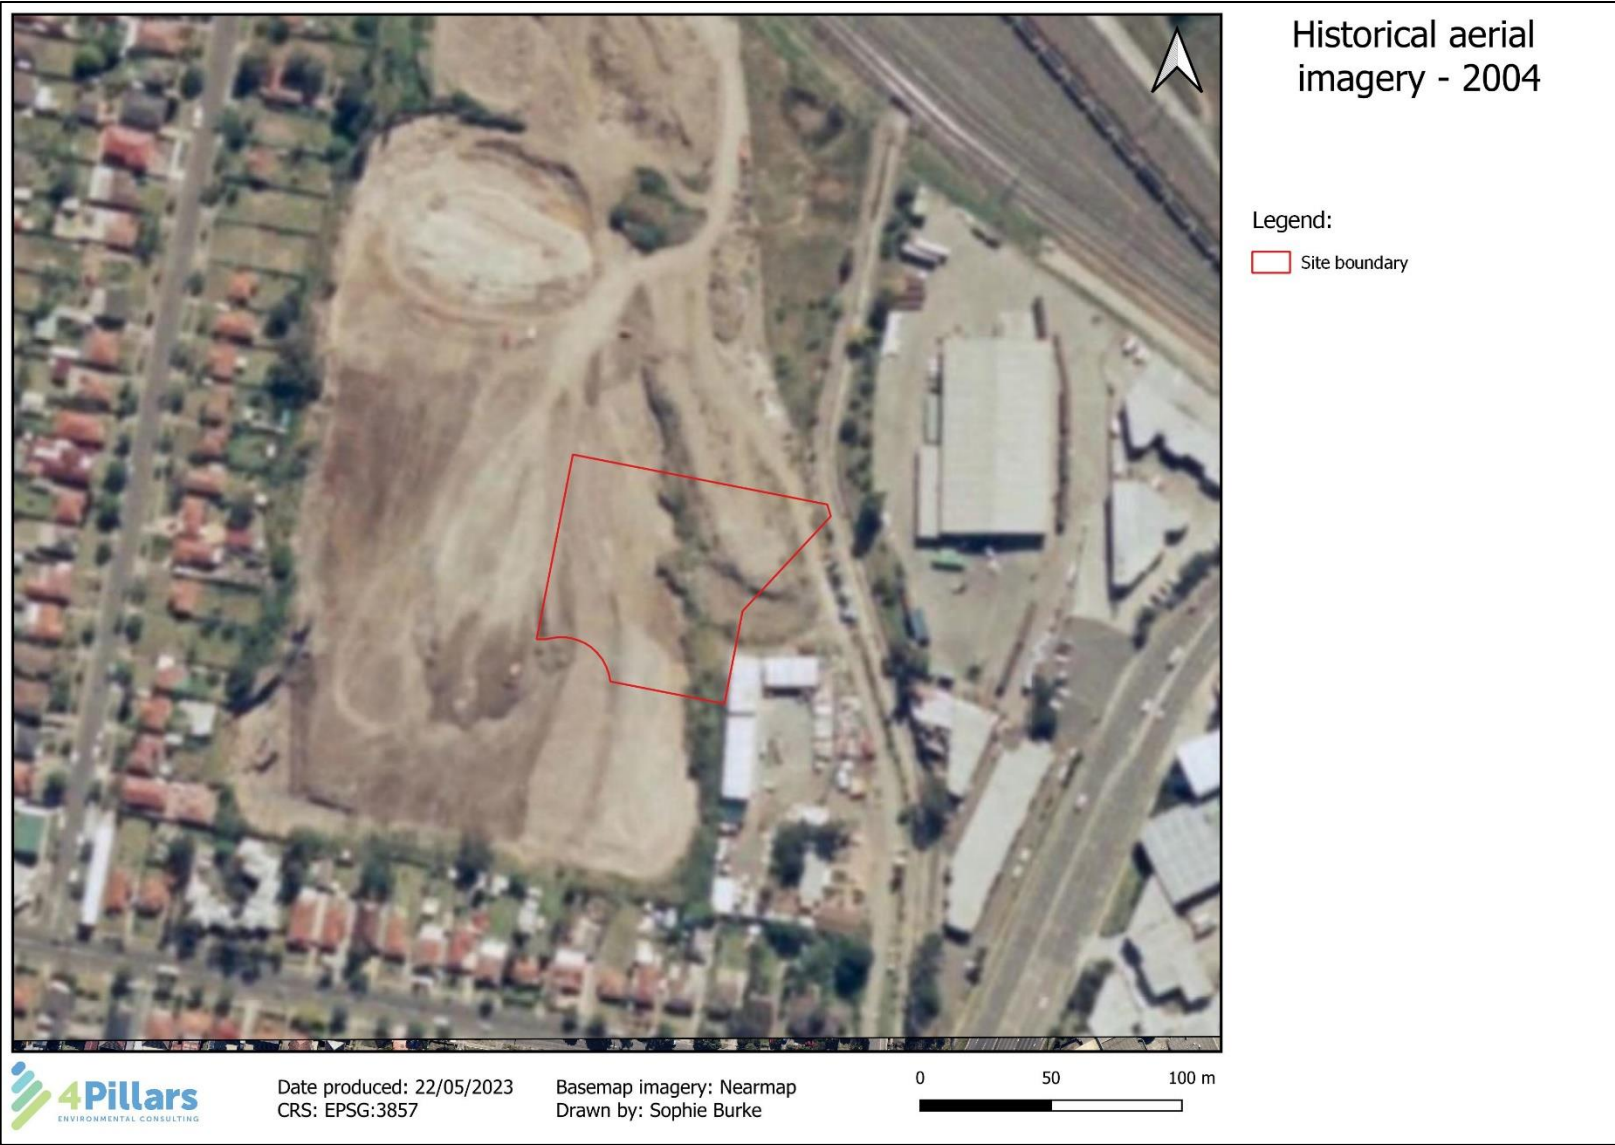 Historical aerial
imagery - 2004
Legend:
Site boundary
4Pillars
ENVIRONMENTAL CONSULTING
Date produced: 22/05/2023
CRS: EPSG:3857
Basemap imagery: Nearmap
Drawn by: Sophie Burke
0 50 100 m